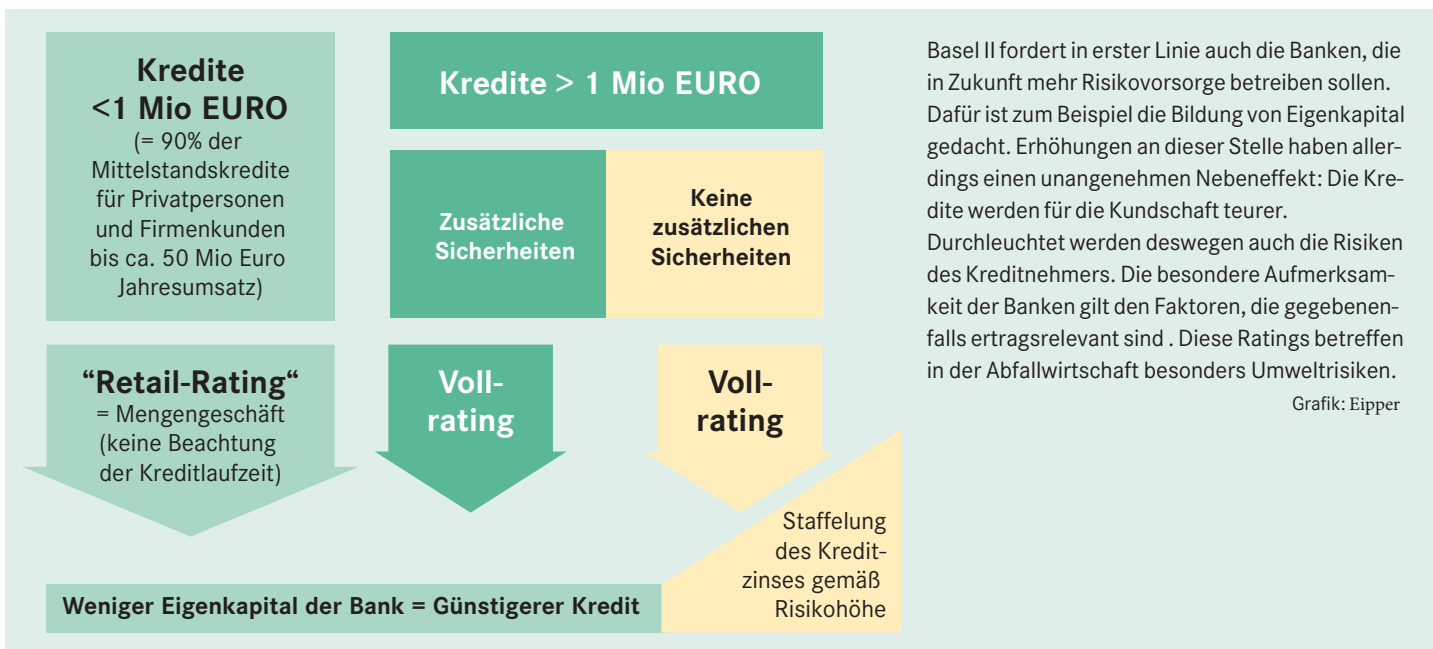 Kredite
<1 Mio EURO
(= 90% der
Mittelstandskredite
für Privatpersonen
und Firmenkunden
bis ca. 50 Mio Euro
Jahresumsatz)
Kredite > 1 Mio EURO
Zusätzliche
Sicherheiten
Keine
zusätzlichen
Sicherheiten
“Retail-Rating“
= Mengengeschäft
(keine Beachtung
der Kreditlaufzeit)
Voll-
rating
Voll-
rating
Staffelung
des Kredit-
zinses gemäß
Risikohöhe
Weniger Eigenkapital der Bank = Günstigerer Kredit
Basel II fordert in erster Linie auch die Banken, die
in Zukunft mehr Risikovorsorge betreiben sollen.
Dafür ist zum Beispiel die Bildung von Eigenkapital
gedacht. Erhöhungen an dieser Stelle haben aller-
dings einen unangenehmen Nebeneffekt: Die Kre-
dite werden für die Kundschaft teurer.
Durchleuchtet werden deswegen auch die Risiken
des Kreditnehmers. Die besondere Aufmerksam-
keit der Banken gilt den Faktoren, die gegebenen-
falls ertragsrelevant sind . Diese Ratings betreffen
in der Abfallwirtschaft besonders Umweltrisiken.
Grafik: Eipper